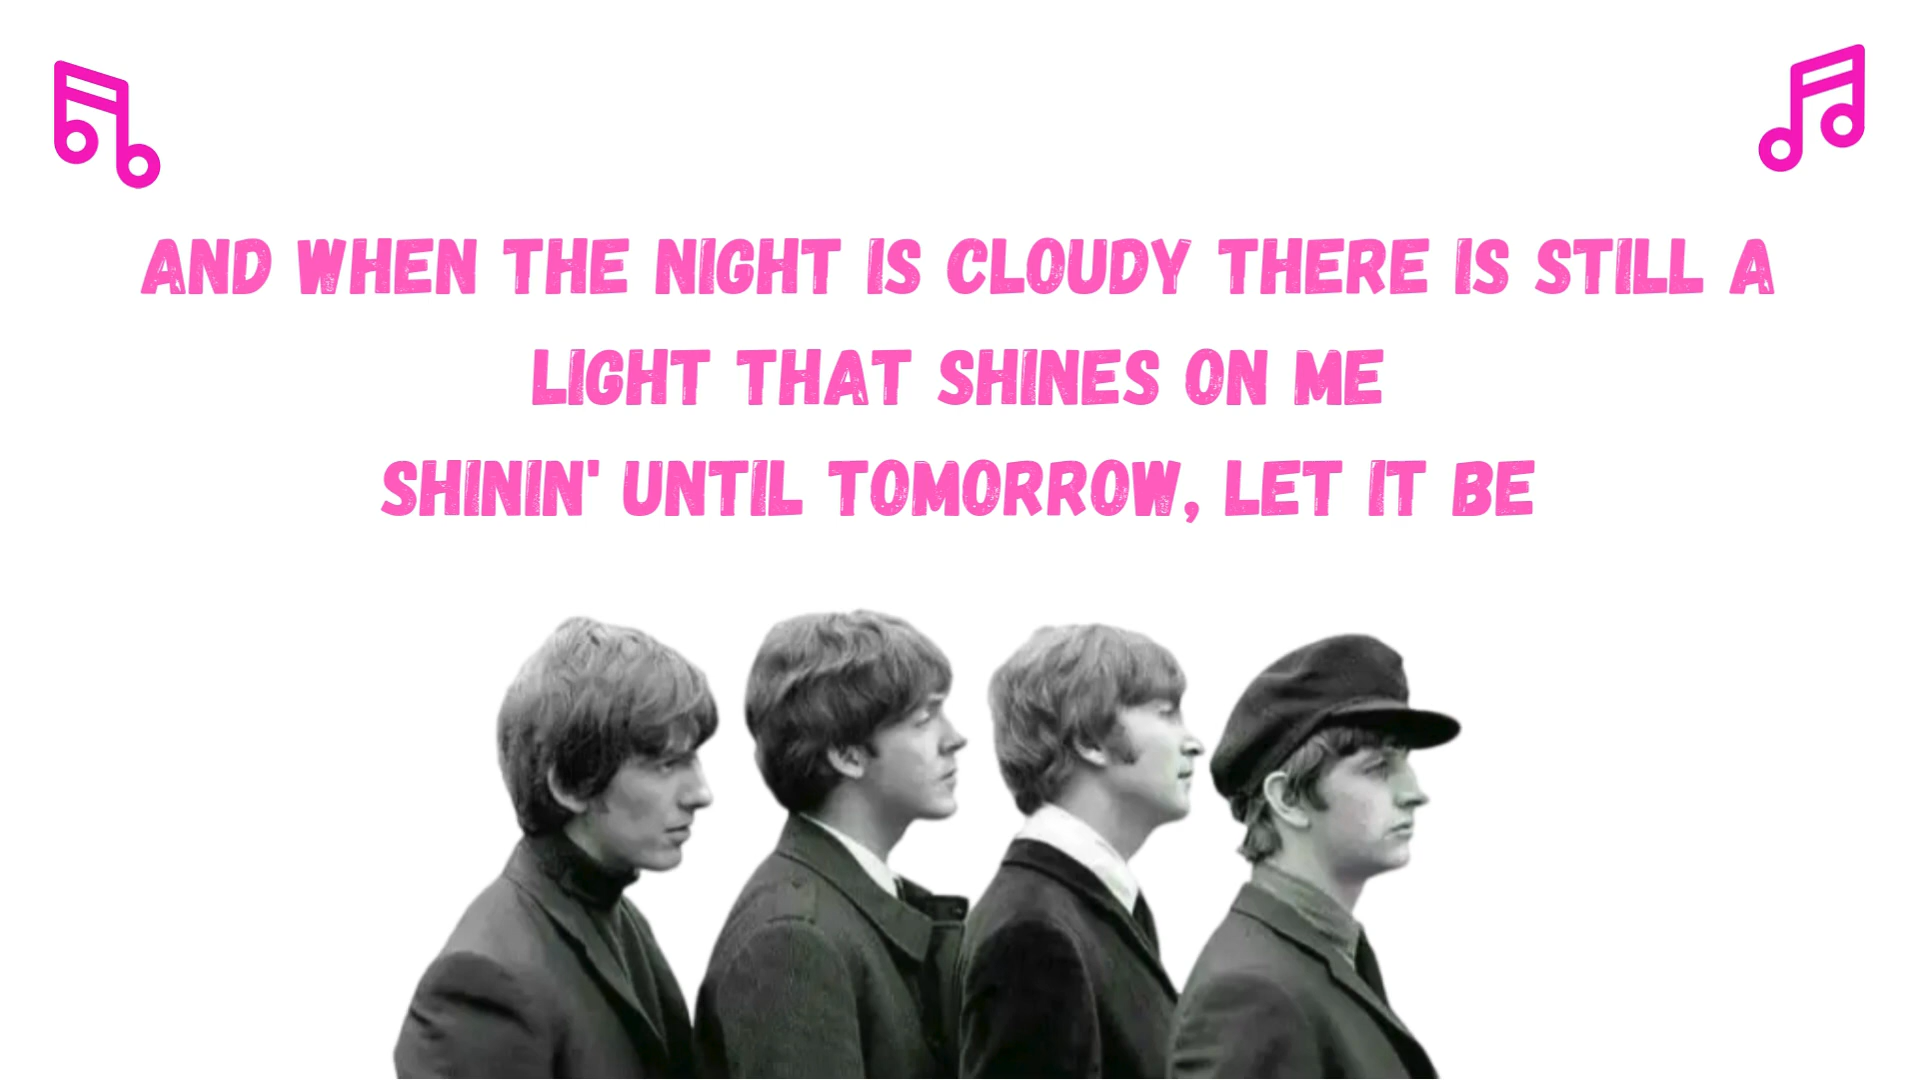 AND WHEN THE NIGHT IS CLOUDY THERE IS STILL A
LIGHT THAT SHINES ON ME
SHININ' UNTIL TOMORROW, LET IT BE